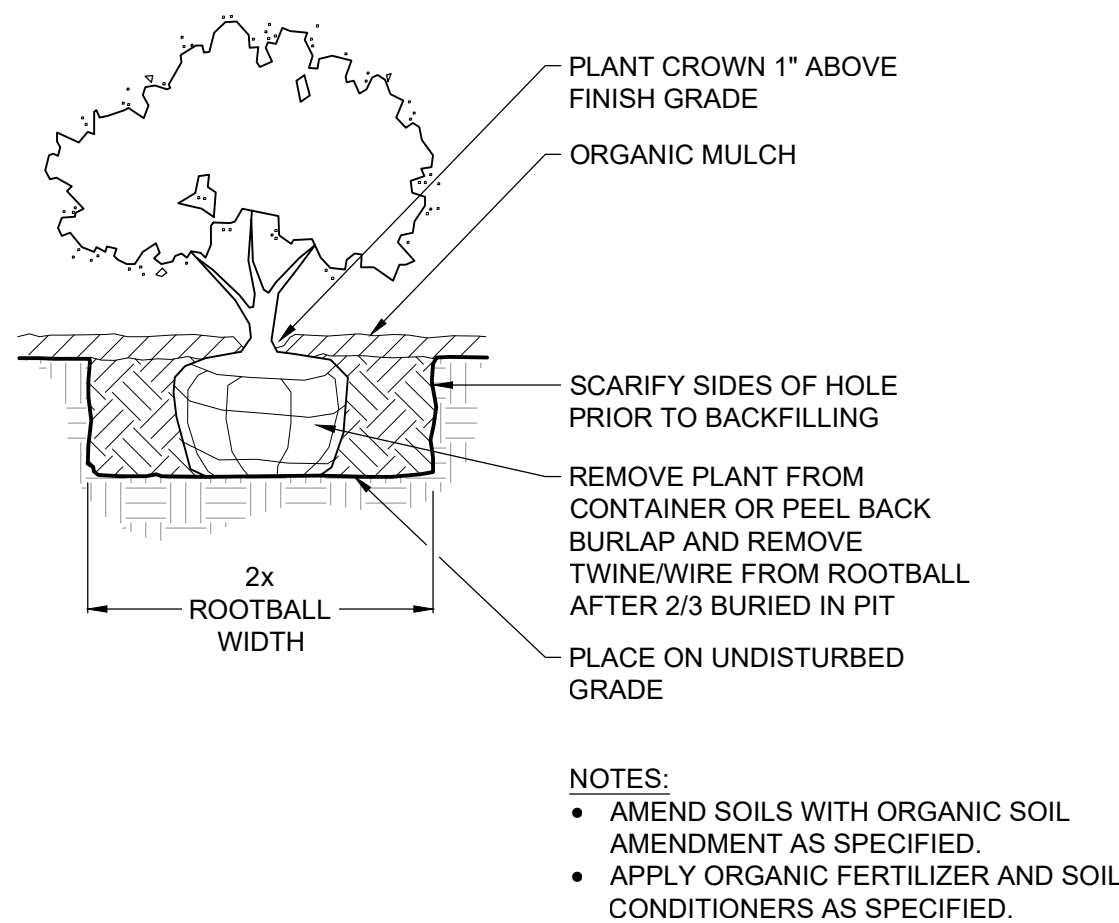 PLANT CROWN 1" ABOVE
FINISH GRADE
ORGANIC MULCH
SCARIFY SIDES OF HOLE
PRIOR TO BACKFILLING
REMOVE PLANT FROM
CONTAINER OR PEEL BACK
BURLAP AND REMOVE
TWINE/WIRE FROM ROOTBALL
AFTER 2/3 BURIED IN PIT
2x
ROOTBALL
WIDTH
PLACE ON UNDISTURBED
GRADE
NOTES:
• AMEND SOILS WITH ORGANIC SOIL
AMENDMENT AS SPECIFIED.
• APPLY ORGANIC FERTILIZER AND SOIL
CONDITIONERS AS SPECIFIED.